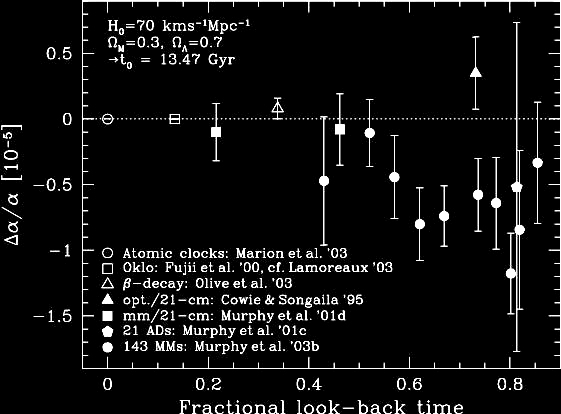 H₀=70 kms⁻¹Mpc⁻¹
Ω_M=0.3, Ω_Λ=0.7
→t₀ = 13.47 Gyr
0.5
0
−0.5
−1
−1.5
Δα/α [10⁻⁵]
Atomic clocks: Marion et al. '03
Oklo: Fujii et al. '00, cf. Lamoreaux '03
β−decay: Olive et al. '03
opt./21−cm: Cowie & Songaila '95
mm/21−cm: Murphy et al. '01d
21 ADs: Murphy et al. '01c
143 MMs: Murphy et al. '03b
0 0.2 0.4 0.6 0.8
Fractional look−back time